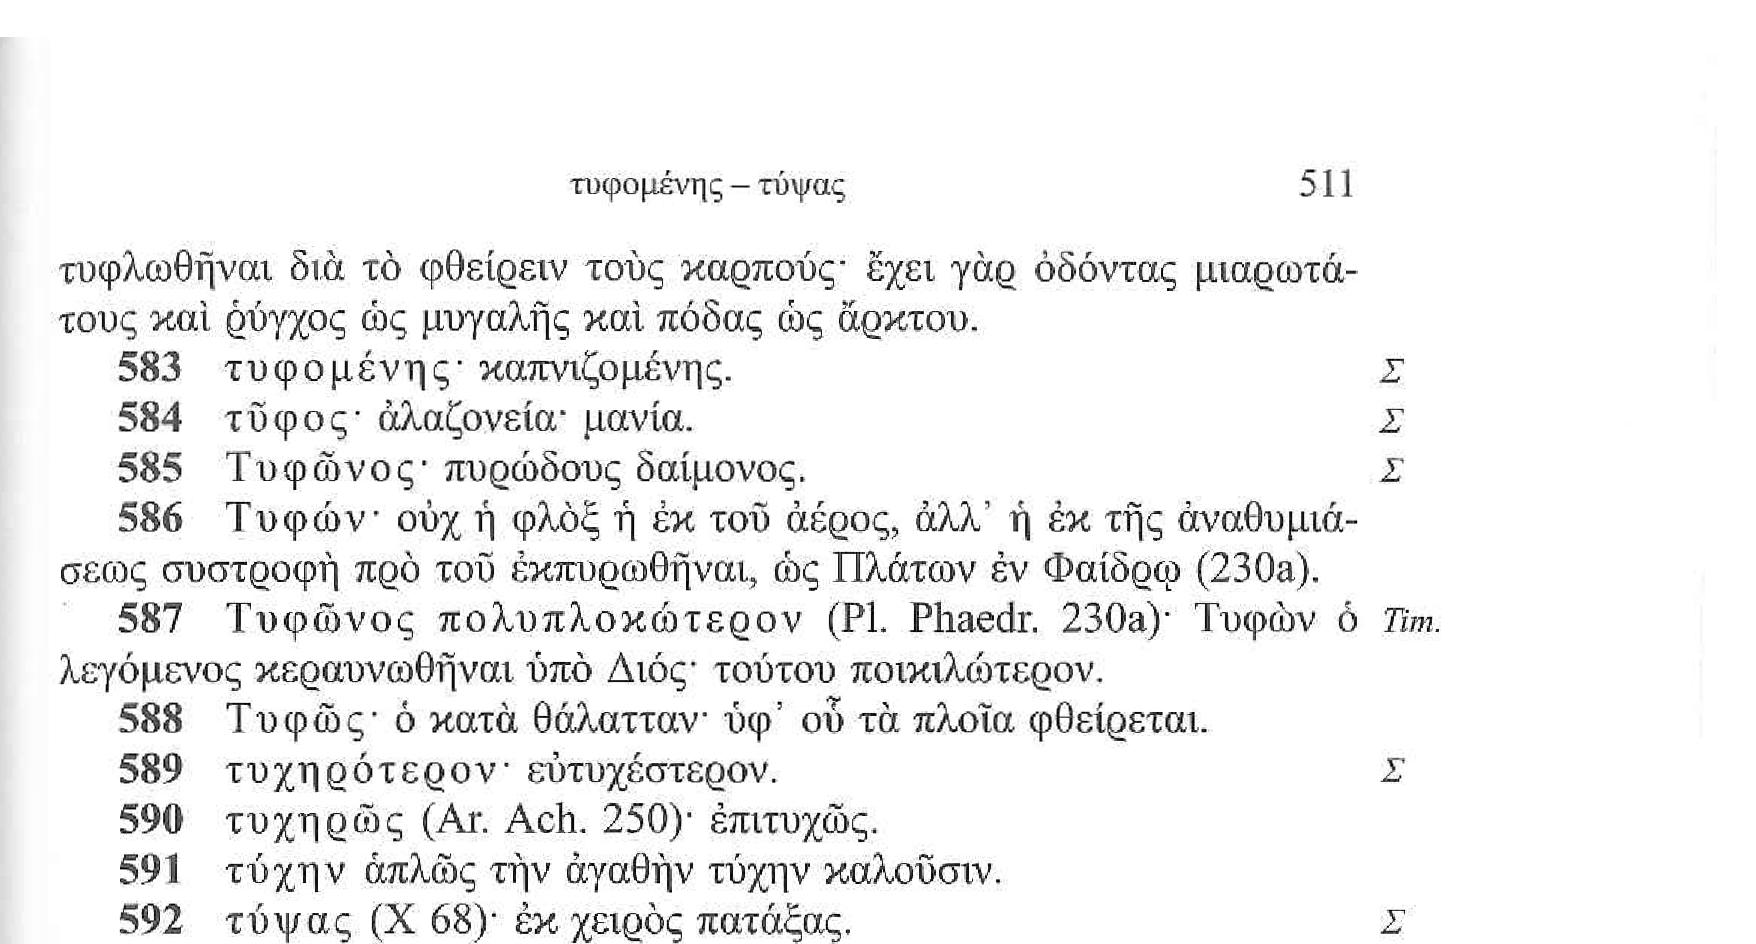 τυφομένης – τύψας 511
τυφλωθῆναι διὰ τὸ φθείρειν τοὺς καρπούς· ἔχει γὰρ ὀδόντας μιαρωτά-
τους καὶ ῥύγχος ὡς μυγαλῆς καὶ πόδας ὡς ἄρκτου.
583 τυφομένης· καπνιζομένης. Σ
584 τῦφος· ἀλαζονεία· μανία. Σ
585 Τυφῶνος· πυρώδους δαίμονος. Σ
586 Τυφών· οὐχ ἡ φλὸξ ἡ ἐκ τοῦ ἀέρος, ἀλλ’ ἡ ἐκ τῆς ἀναθυμιά-
σεως συστροφὴ πρὸ τοῦ ἐκπυρωθῆναι, ὡς Πλάτων ἐν Φαίδρῳ (230a).
587 Τυφῶνος πολυπλοκώτερον (Pl. Phaedr. 230a)· Τυφὼν ὁ Tim.
λεγόμενος κεραυνωθῆναι ὑπὸ Διός· τούτου ποικιλώτερον.
588 Τυφῶς· ὁ κατὰ θάλατταν· ὑφ’ οὗ τὰ πλοῖα φθείρεται.
589 τυχηρότερον· εὐτυχέστερον. Σ
590 τυχηρῶς (Ar. Ach. 250)· ἐπιτυχῶς.
591 τύχην ἁπλῶς τὴν ἀγαθὴν τύχην καλοῦσιν.
592 τύψας (Χ 68)· ἐκ χειρὸς πατάξας. Σ